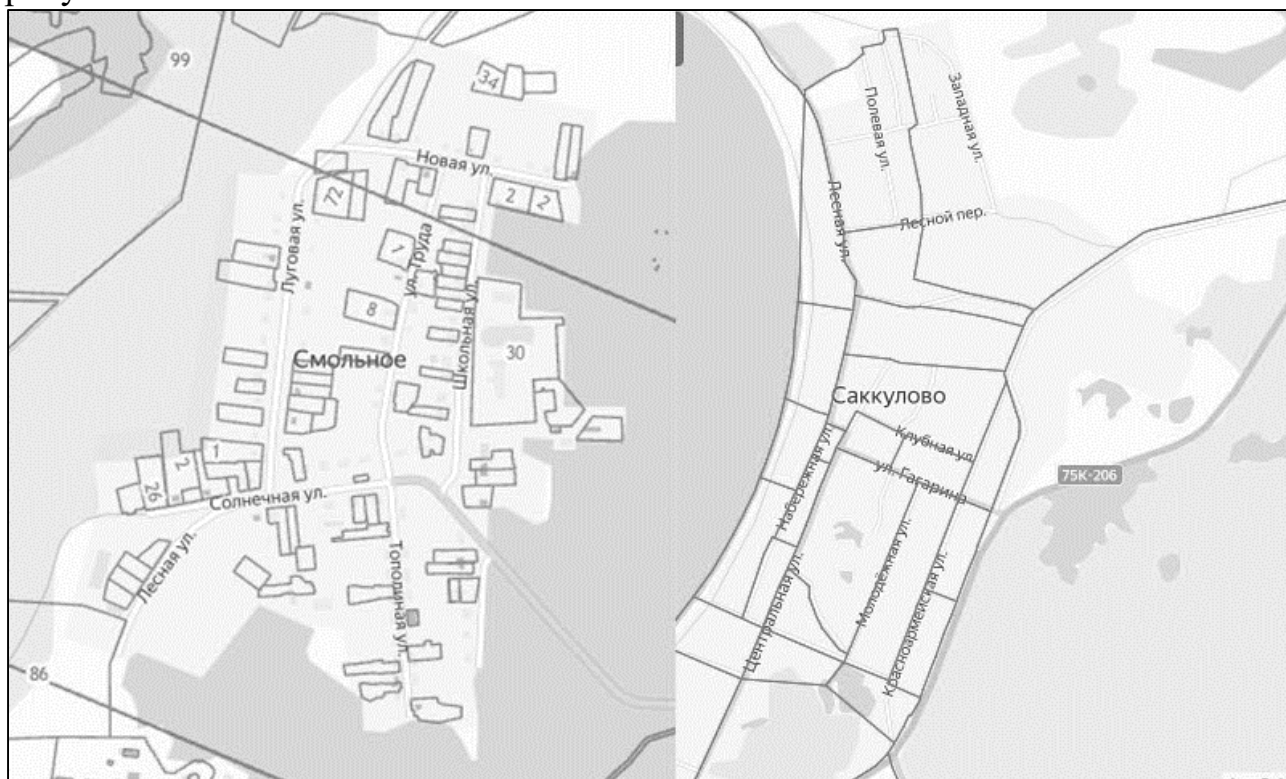 99
34
Новая ул.
72
2
2
Луговая ул.
1
ул. Труда
8
Школьная ул.
Смольное
30
1
2
26
Солнечная ул.
Лесная ул.
Тополиная ул.
86
Западная ул.
Полевая ул.
Лесная ул.
Лесной пер.
Саккулово
Клубная ул.
ул. Гагарина
75К-206
Набережная ул.
Молодёжная ул.
Центральная ул.
Красноармейская ул.